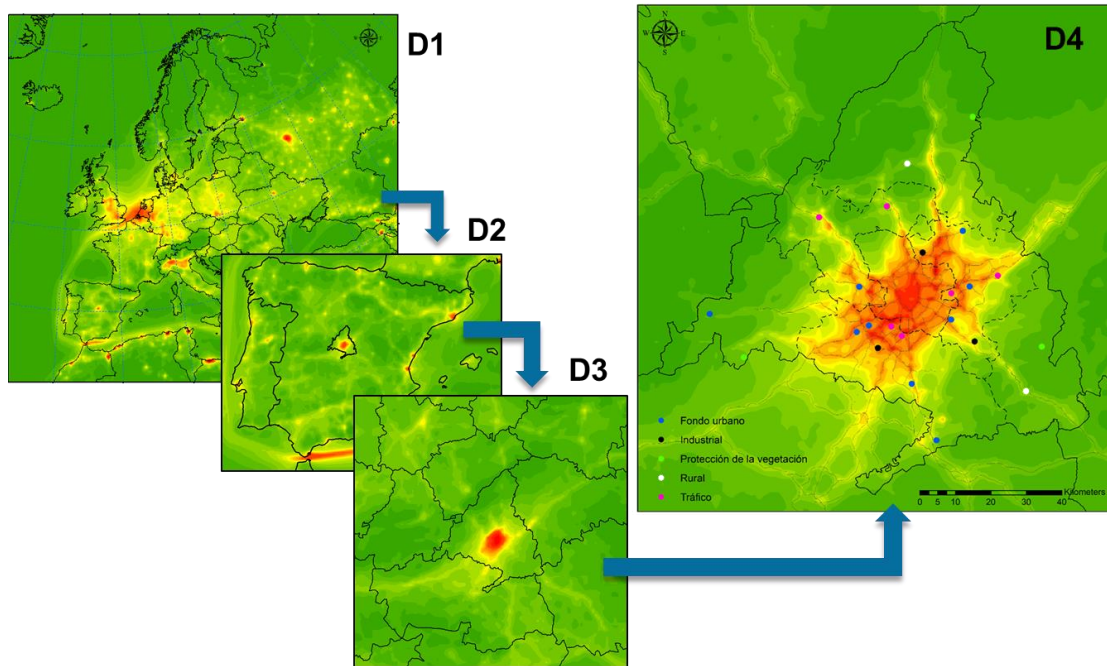 D1
D2
D3
D4
N
W
E
S
Fondo urbano
Industrial
Protección de la vegetación
Rural
Tráfico
Kilometers
0 5 10 20 30 40